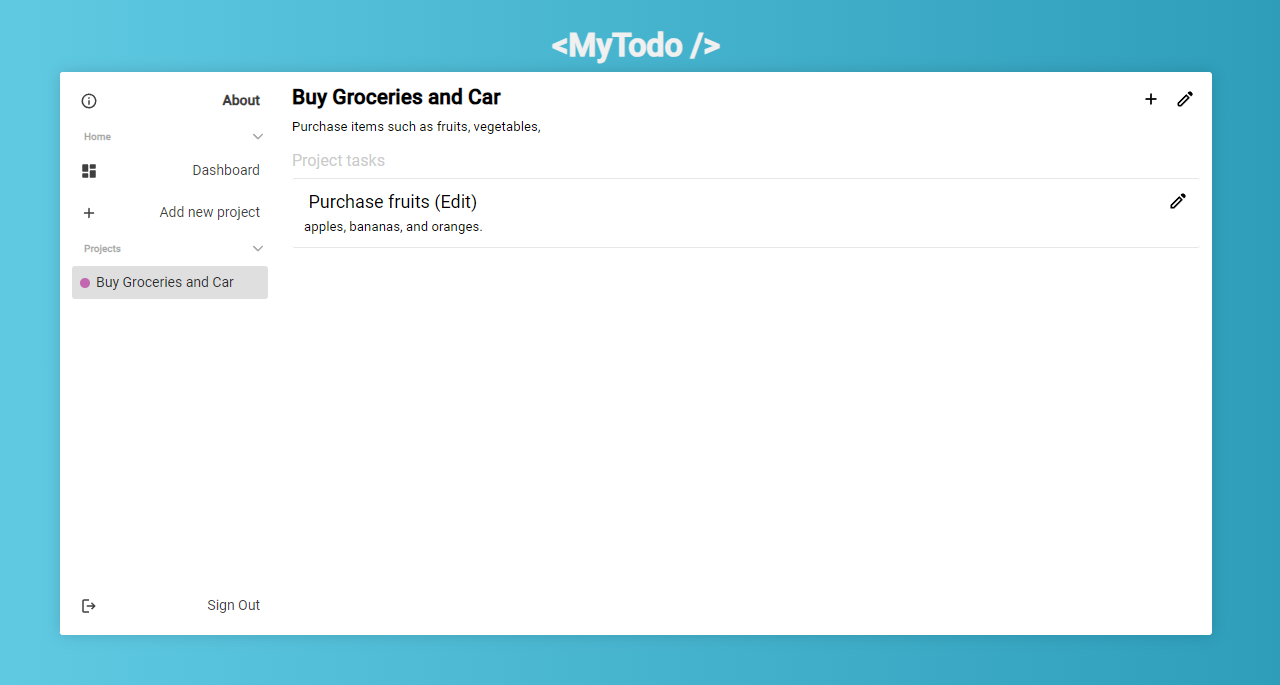 <MyTodo />
About
Home
Dashboard
Add new project
Projects
Buy Groceries and Car
Sign Out
Buy Groceries and Car
Purchase items such as fruits, vegetables,
Project tasks
Purchase fruits (Edit)
apples, bananas, and oranges.